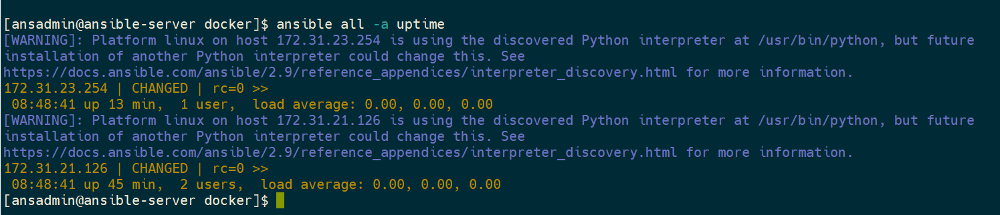 [ansadmin@ansible-server docker]$ ansible all -a uptime
[WARNING]: Platform linux on host 172.31.23.254 is using the discovered Python interpreter at /usr/bin/python, but future
installation of another Python interpreter could change this. See
https://docs.ansible.com/ansible/2.9/reference_appendices/interpreter_discovery.html for more information.
172.31.23.254 | CHANGED | rc=0 >>
 08:48:41 up 13 min,  1 user,  load average: 0.00, 0.00, 0.00
[WARNING]: Platform linux on host 172.31.21.126 is using the discovered Python interpreter at /usr/bin/python, but future
installation of another Python interpreter could change this. See
https://docs.ansible.com/ansible/2.9/reference_appendices/interpreter_discovery.html for more information.
172.31.21.126 | CHANGED | rc=0 >>
 08:48:41 up 45 min,  2 users,  load average: 0.00, 0.00, 0.00
[ansadmin@ansible-server docker]$